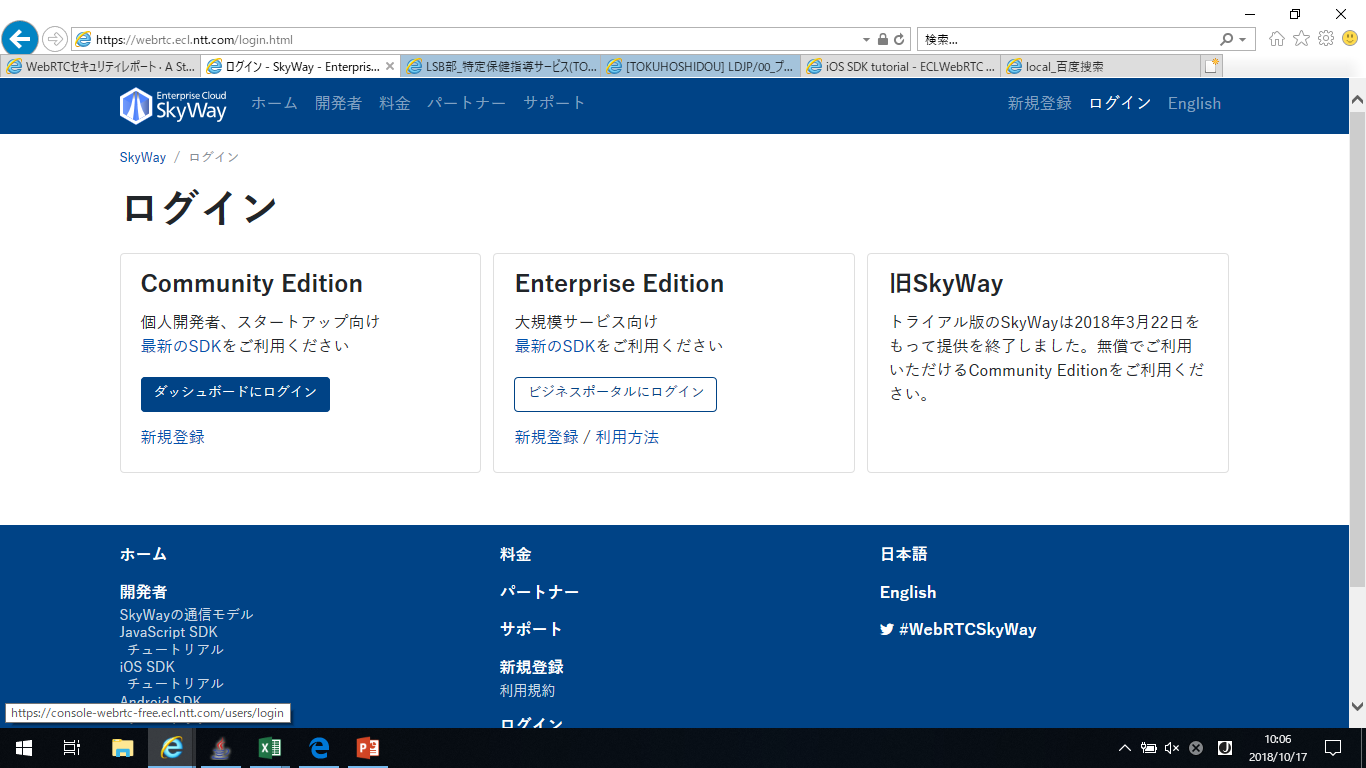 https://webrtc.ecl.ntt.com/login.html
検索...
WebRTCセキュリティレポート · A St...
ログイン - SkyWay - Enterpris...
LSB部_特定保健指導サービス(TO...
[TOKUHOSHIDOU] LDJP/00_プ...
iOS SDK tutorial - ECLWebRTC ...
local_百度搜索
Enterprise Cloud
SkyWay
ホーム 開発者 料金 パートナー サポート
新規登録 ログイン English
SkyWay / ログイン
ログイン
Community Edition
個人開発者、スタートアップ向け
最新のSDKをご利用ください
ダッシュボードにログイン
新規登録
Enterprise Edition
大規模サービス向け
最新のSDKをご利用ください
ビジネスポータルにログイン
新規登録 / 利用方法
旧SkyWay
トライアル版のSkyWayは2018年3月22日を
もって提供を終了しました。無償でご利用
いただけるCommunity Editionをご利用くだ
さい。
ホーム
開発者
SkyWayの通信モデル
JavaScript SDK
チュートリアル
iOS SDK
チュートリアル
Android SDK
料金
パートナー
サポート
新規登録
利用規約
ログイン
日本語
English
#WebRTCSkyWay
https://console-webrtc-free.ecl.ntt.com/users/login
10:06
2018/10/17